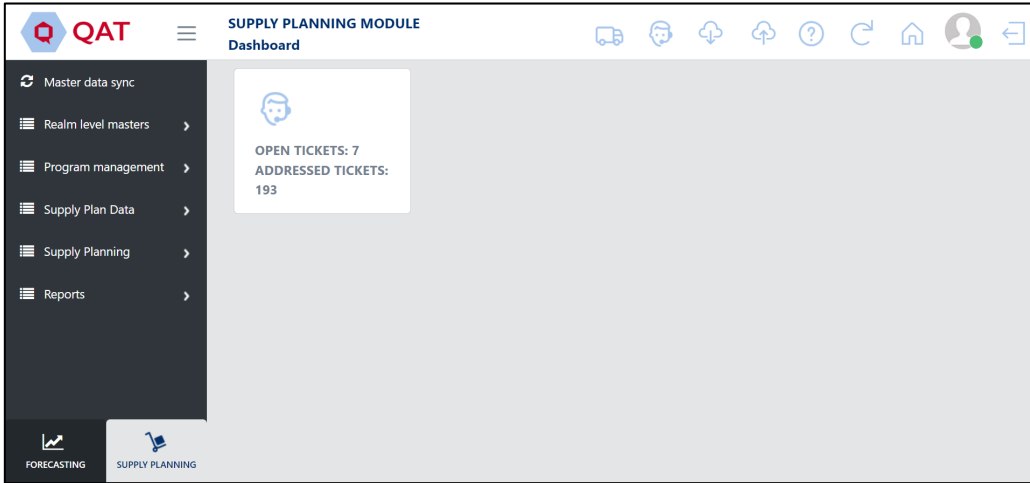 QAT
SUPPLY PLANNING MODULE
Dashboard
Master data sync
Realm level masters
Program management
Supply Plan Data
Supply Planning
Reports
OPEN TICKETS: 7
ADDRESSED TICKETS:
193
FORECASTING
SUPPLY PLANNING